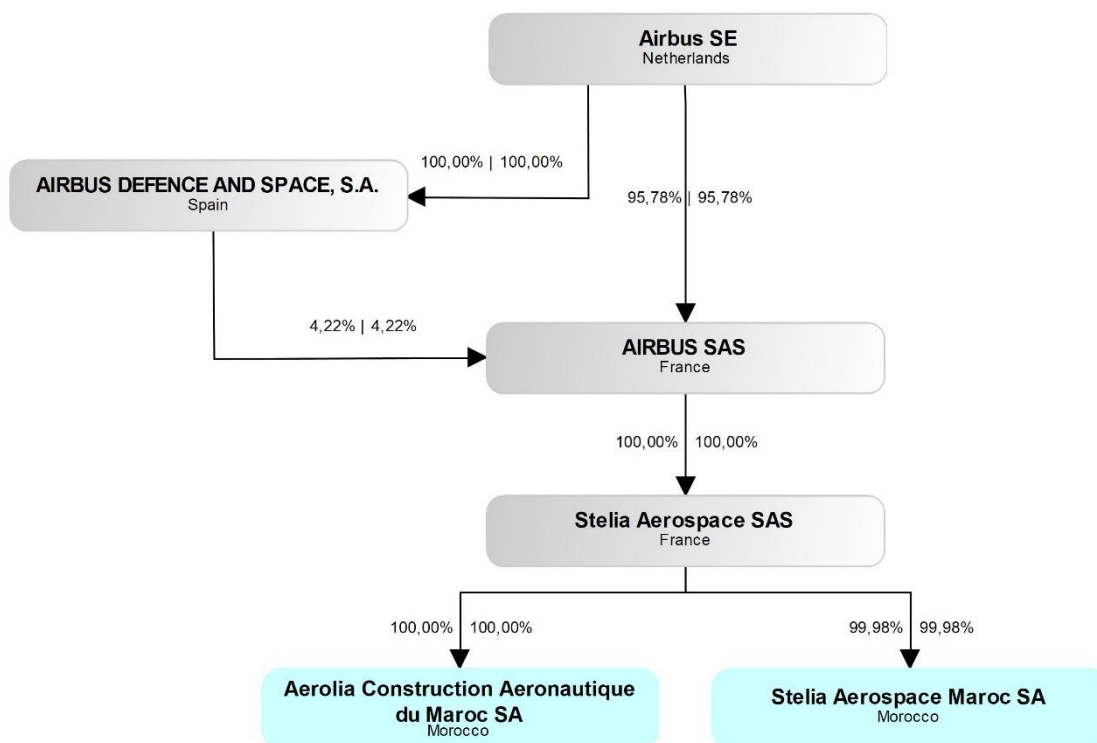 Airbus SE
Netherlands
100,00% | 100,00%
AIRBUS DEFENCE AND SPACE, S.A.
Spain
95,78% | 95,78%
4,22% | 4,22%
AIRBUS SAS
France
100,00% 100,00%
Stelia Aerospace SAS
France
100,00% 100,00%
99,98% 99,98%
Aerolia Construction Aeronautique
du Maroc SA
Morocco
Stelia Aerospace Maroc SA
Morocco